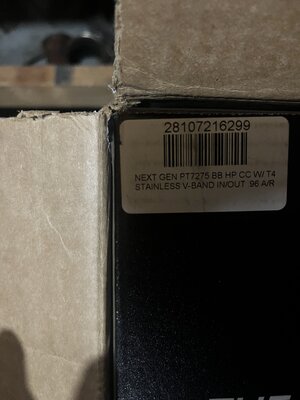 28107216299
NEXT GEN PT7275 BB HP CC W/ T4
STAINLESS V-BAND IN/OUT .96 A/R